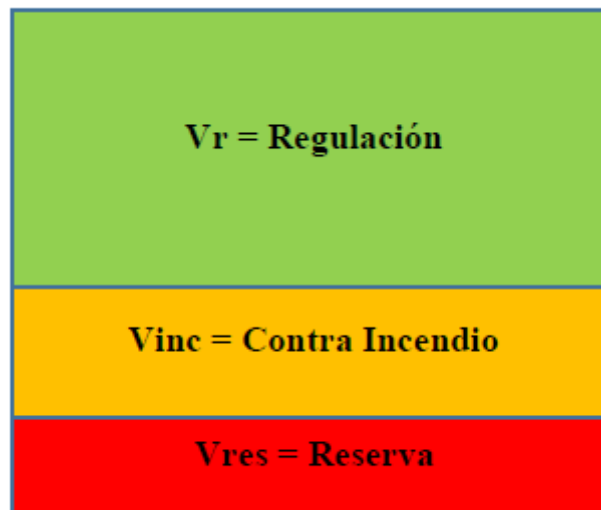 Vr = Regulación
Vinc = Contra Incendio
Vres = Reserva